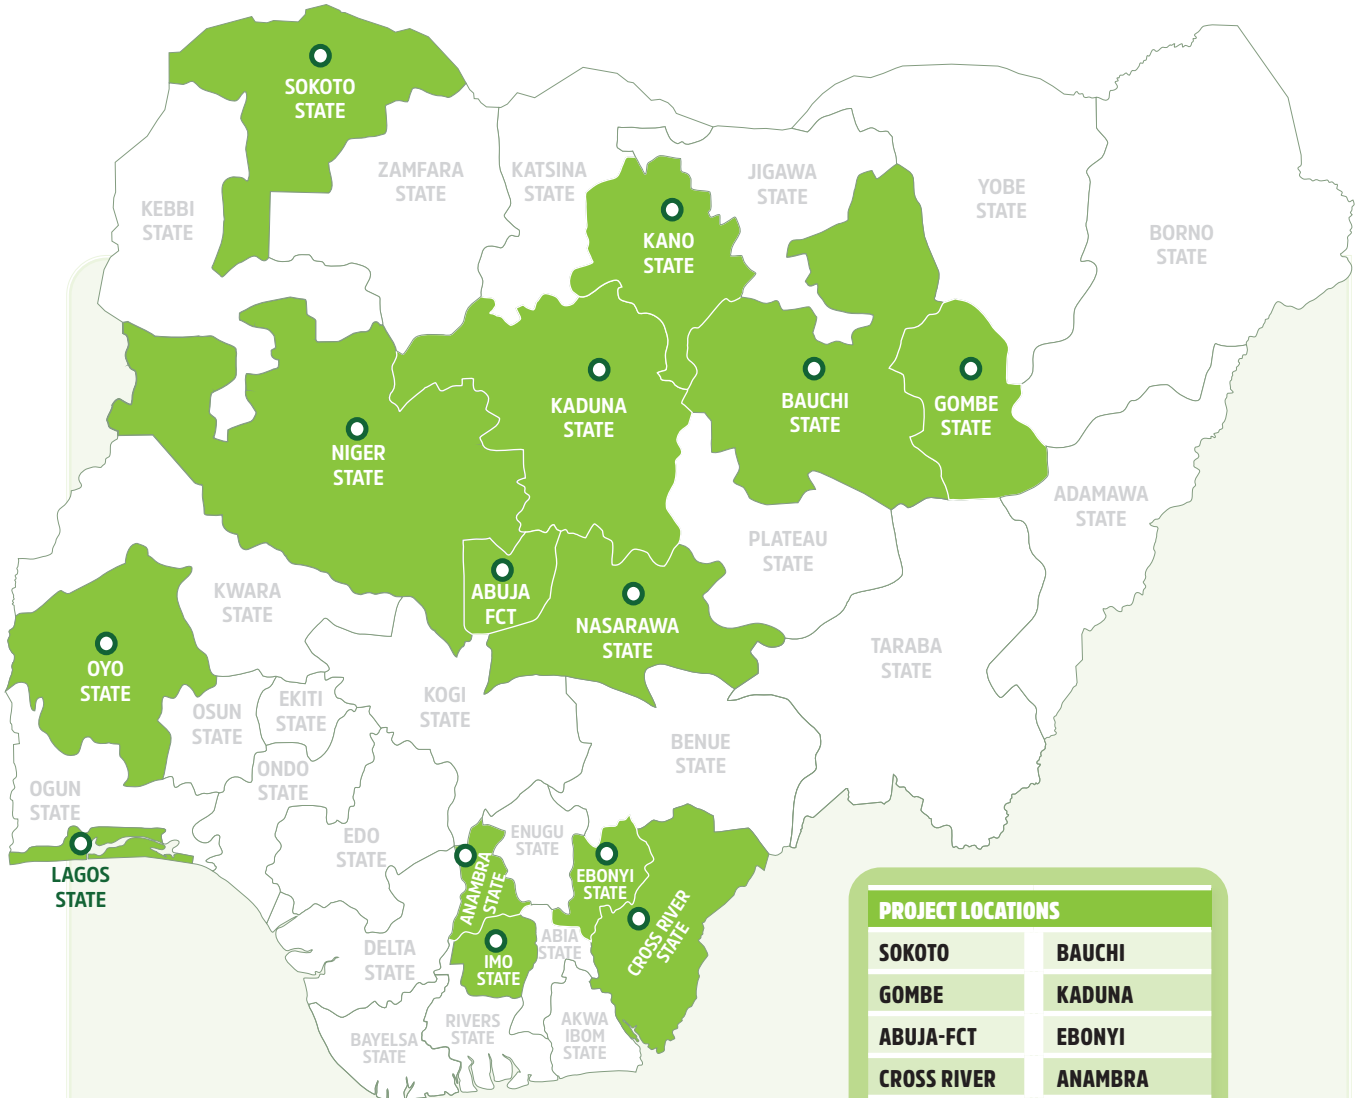 SOKOTO
STATE
ZAMFARA
STATE
KATSINA
STATE
JIGAWA
STATE
YOBE
STATE
KEBBI
STATE
KANO
STATE
BORNO
STATE
KADUNA
STATE
BAUCHI
STATE
GOMBE
STATE
NIGER
STATE
ADAMAWA
STATE
PLATEAU
STATE
ABUJA
FCT
KWARA
STATE
NASARAWA
STATE
TARABA
STATE
OYO
STATE
OSUN
STATE
EKITI
STATE
KOGI
STATE
BENUE
STATE
OGUN
STATE
ONDO
STATE
EDO
STATE
ENUGU
STATE
LAGOS
STATE
ANAMBRA
STATE
EBONYI
STATE
CROSS RIVER
STATE
DELTA
STATE
IMO
STATE
ABIA
STATE
BAYELSA
STATE
RIVERS
STATE
AKWA
IBOM
STATE
PROJECT LOCATIONS
SOKOTO BAUCHI
GOMBE KADUNA
ABUJA-FCT EBONYI
CROSS RIVER ANAMBRA